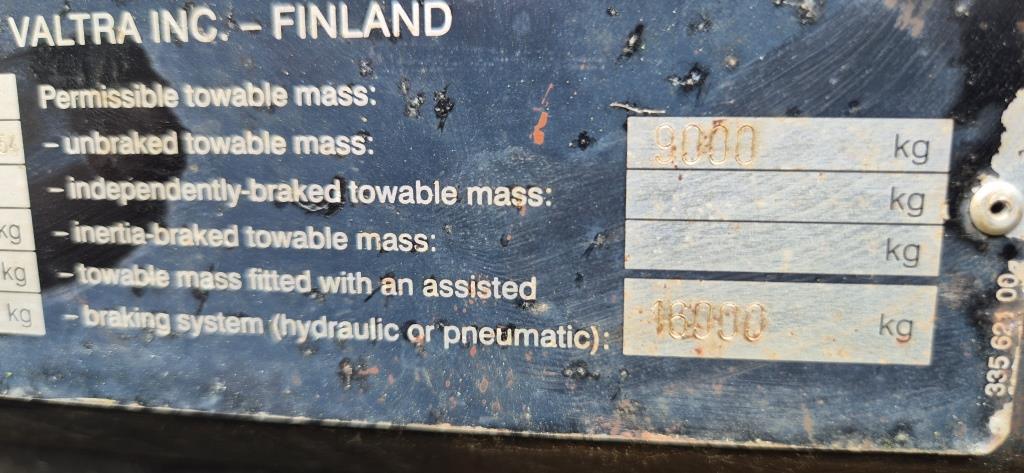 VALTRA INC. – FINLAND
Permissible towable mass:
54 – unbraked towable mass: 9000 kg
– independently-braked towable mass: kg
kg – inertia-braked towable mass: kg
kg – towable mass fitted with an assisted
kg – braking system (hydraulic or pneumatic): 16000 kg
335 621 00